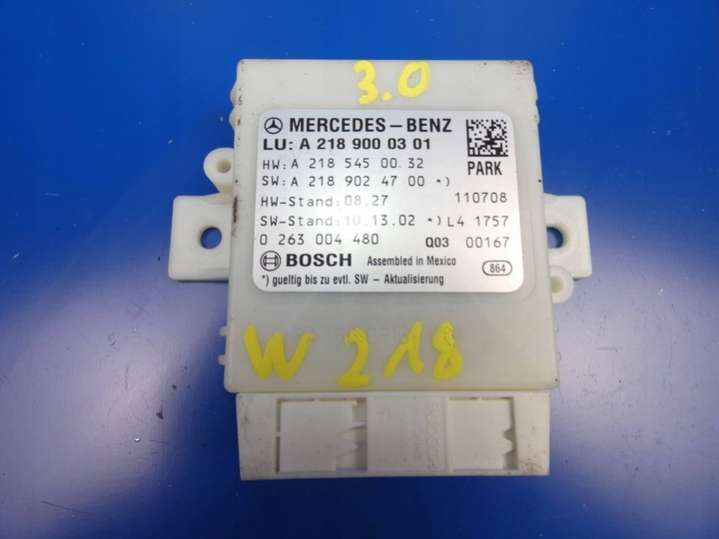 3.0
MERCEDES-BENZ
LU: A 218 900 03 01
HW: A 218 545 00 32
PARK
SW: A 218 902 47 00 *)
HW-Stand: 08.27 110708
SW-Stand: 10.13.02 *) L4 1757
0 263 004 480 Q03 00167
BOSCH Assembled in Mexico 864
*) gueltig bis zu evtl. SW - Aktualisierung
W 218